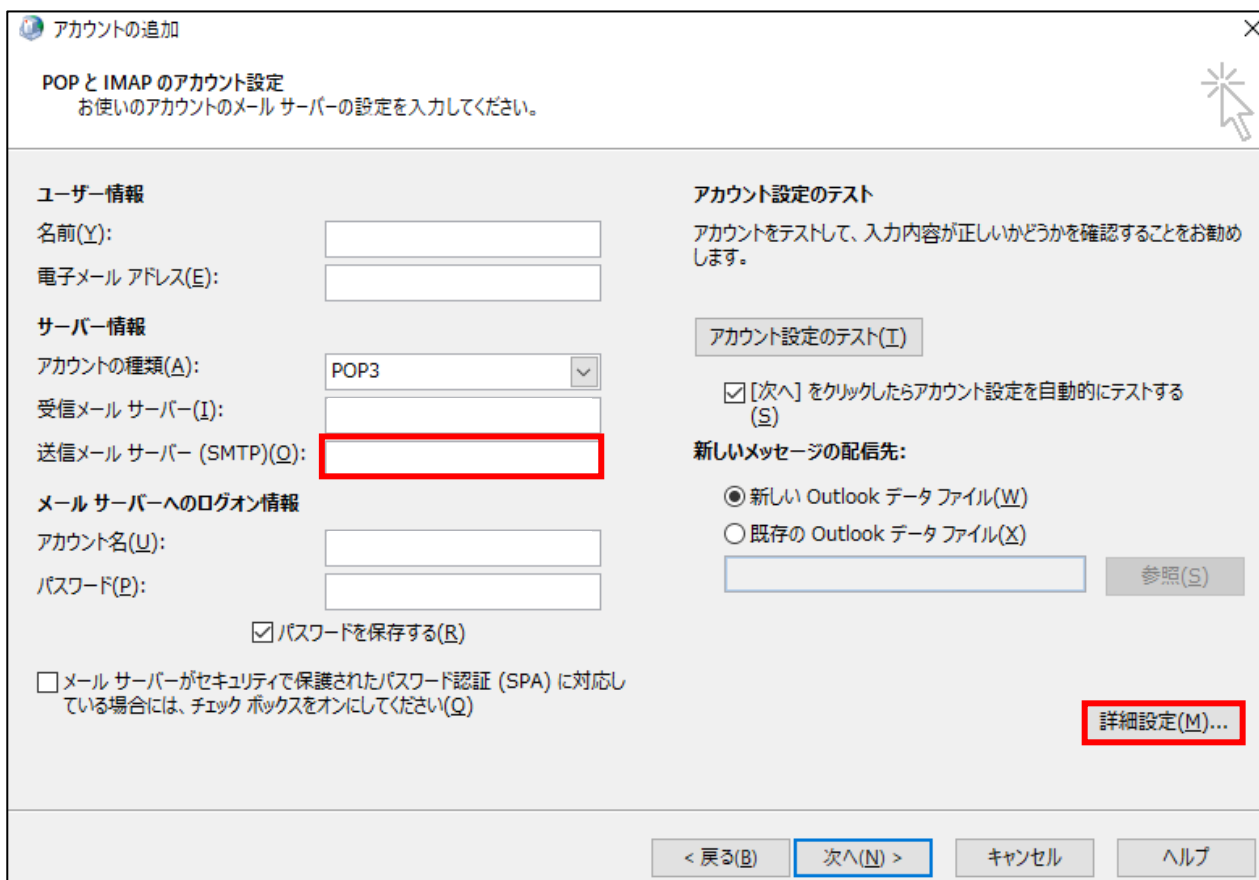 アカウントの追加
POP と IMAP のアカウント設定
お使いのアカウントのメール サーバーの設定を入力してください。
ユーザー情報
名前(Y):
電子メール アドレス(E):
サーバー情報
アカウントの種類(A):
POP3
受信メール サーバー(I):
送信メール サーバー (SMTP)(O):
メール サーバーへのログオン情報
アカウント名(U):
パスワード(P):
パスワードを保存する(R)
メール サーバーがセキュリティで保護されたパスワード認証 (SPA) に対応し
ている場合には、チェック ボックスをオンにしてください(Q)
アカウント設定のテスト
アカウントをテストして、入力内容が正しいかどうかを確認することをお勧め
します。
アカウント設定のテスト(T)
[次へ] をクリックしたらアカウント設定を自動的にテストする
(S)
新しいメッセージの配信先:
新しい Outlook データ ファイル(W)
既存の Outlook データ ファイル(X)
参照(S)
詳細設定(M)...
< 戻る(B)
次へ(N) >
キャンセル
ヘルプ